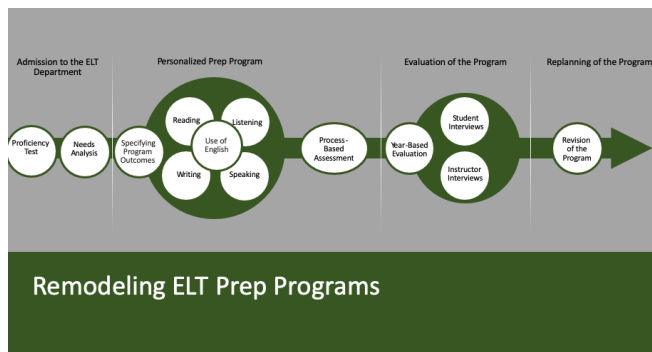 Admission to the ELT
Department
Personalized Prep Program
Evaluation of the Program
Replanning of the Program
Proficiency
Test
Needs
Analysis
Specifying
Program
Outcomes
Reading
Listening
Use of
English
Writing
Speaking
Process-
Based
Assessment
Year-Based
Evaluation
Student
Interviews
Instructor
Interviews
Revision
of the
Program
Remodeling ELT Prep Programs